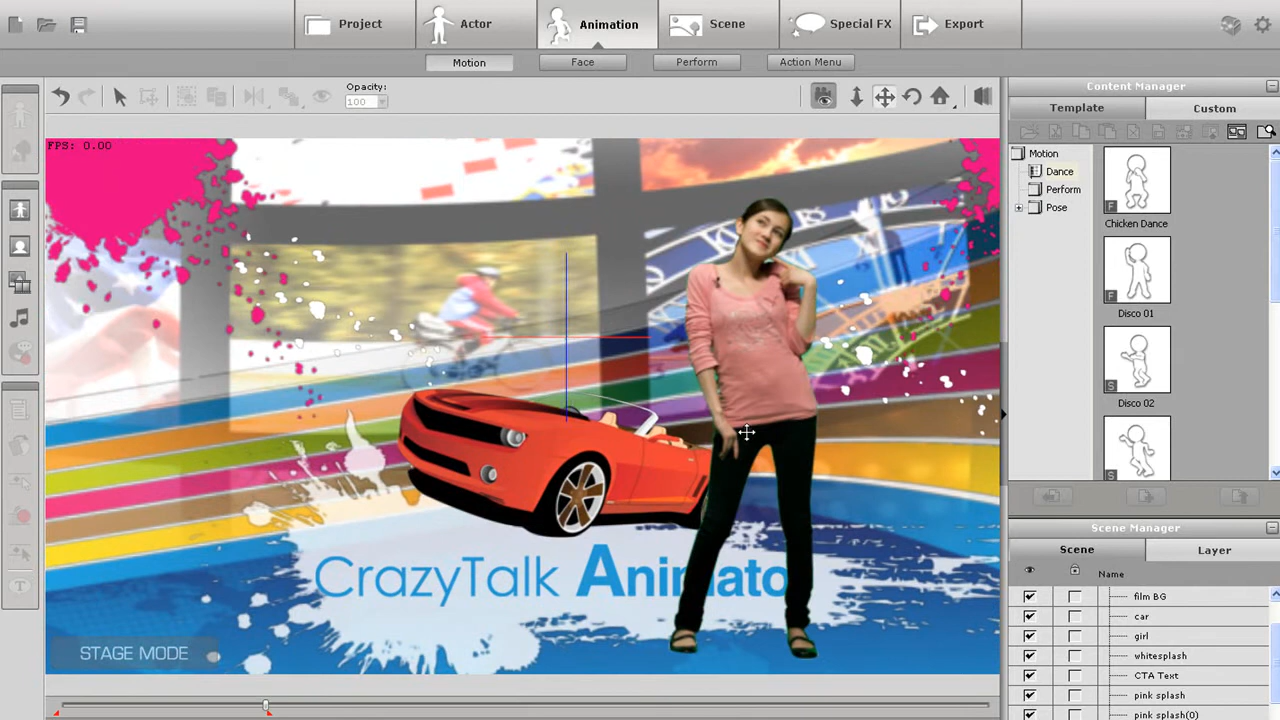 Project
Actor
Animation
Scene
Special FX
Export
Motion
Face
Perform
Action Menu
Opacity:
100
Content Manager
Template
Custom
FPS: 0.00
Motion
Dance
Perform
Pose
F
Chicken Dance
F
Disco 01
S
Disco 02
S
CrazyTalk Animato
STAGE MODE
Scene Manager
Scene
Layer
Name
film BG
car
girl
whitesplash
CTA Text
pink splash
pink splash(0)